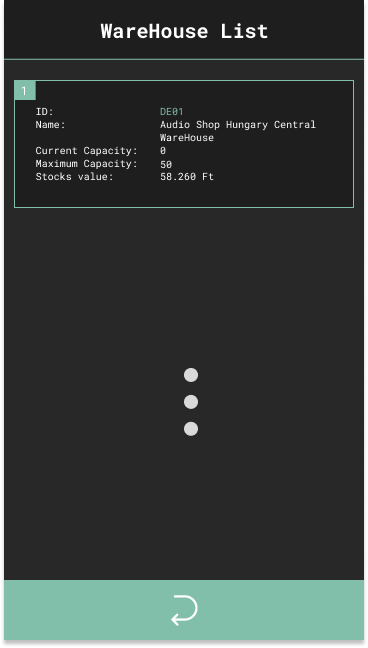 WareHouse List
1
ID: DE01
Name: Audio Shop Hungary Central
WareHouse
Current Capacity: 0
Maximum Capacity: 50
Stocks value: 58.260 Ft